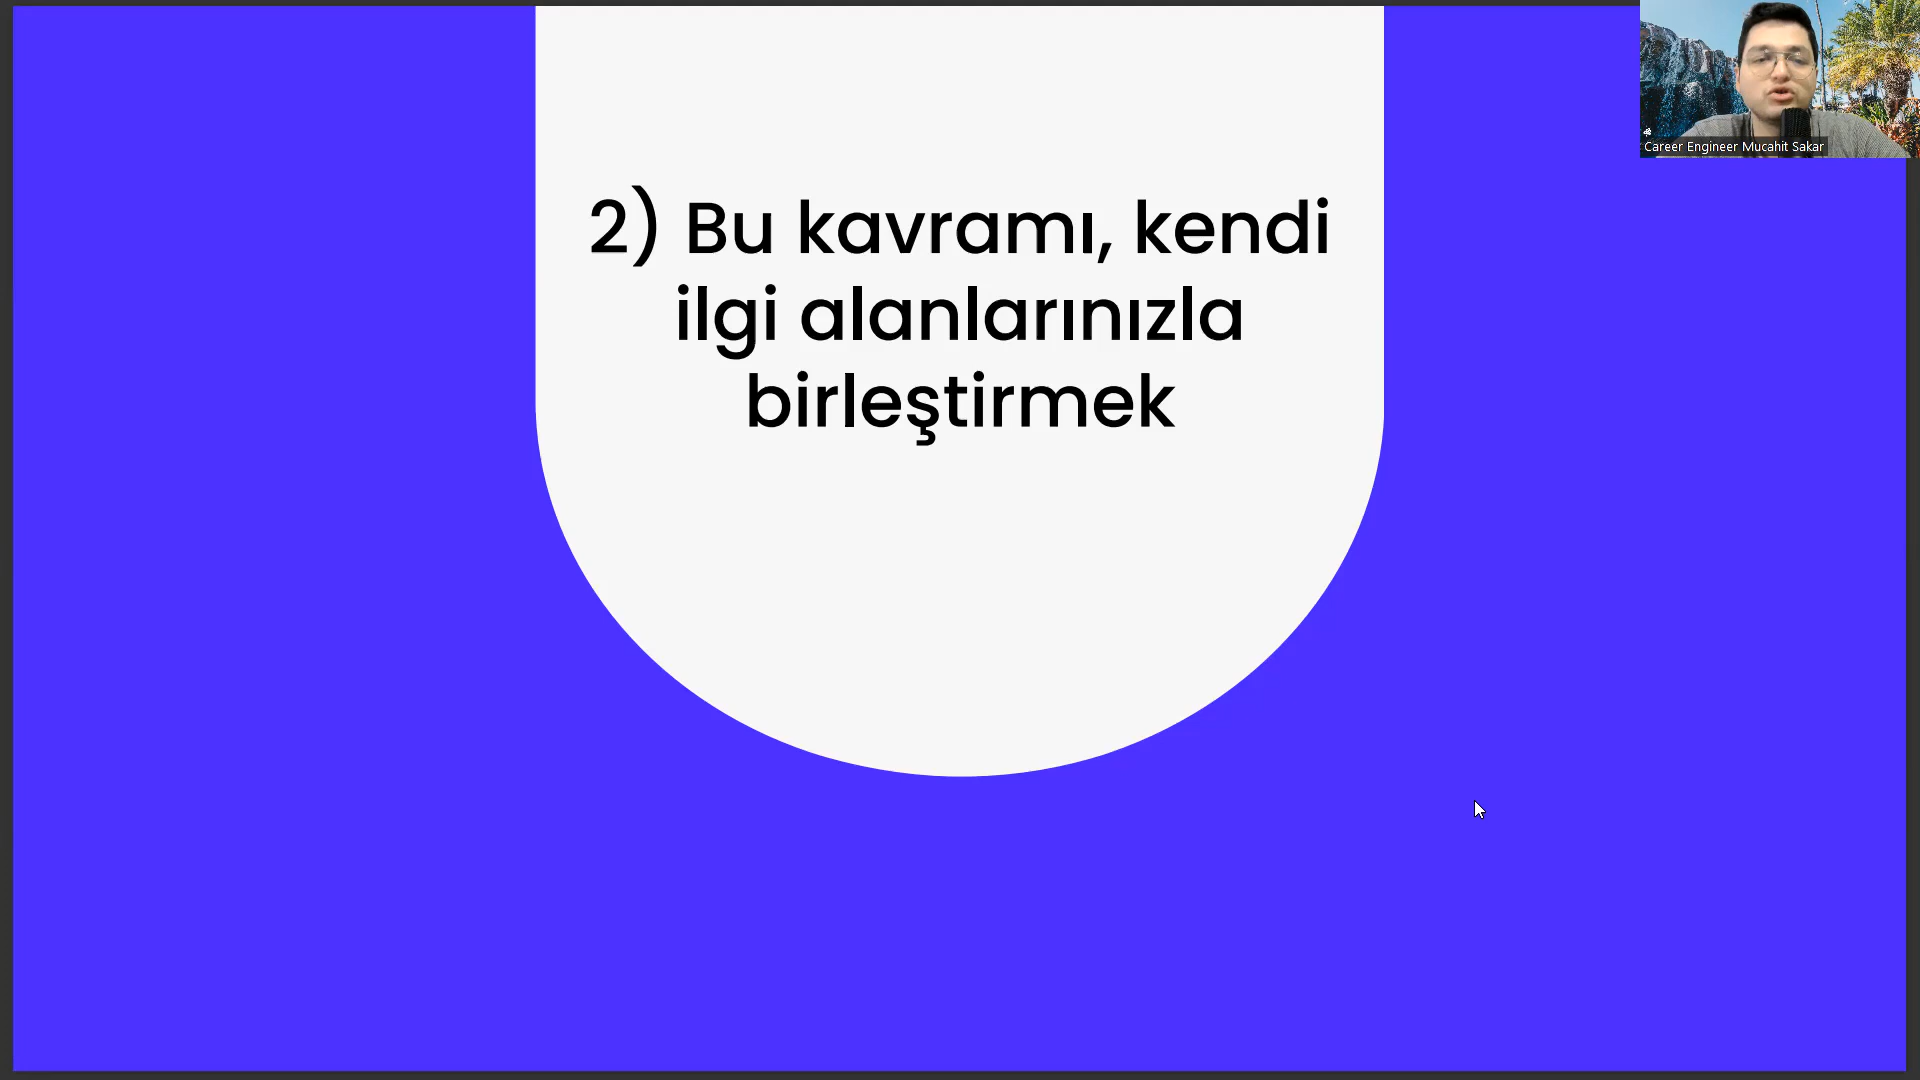 2) Bu kavramı, kendi
ilgi alanlarınızla
birleştirmek
Career Engineer Mucahit Sakar